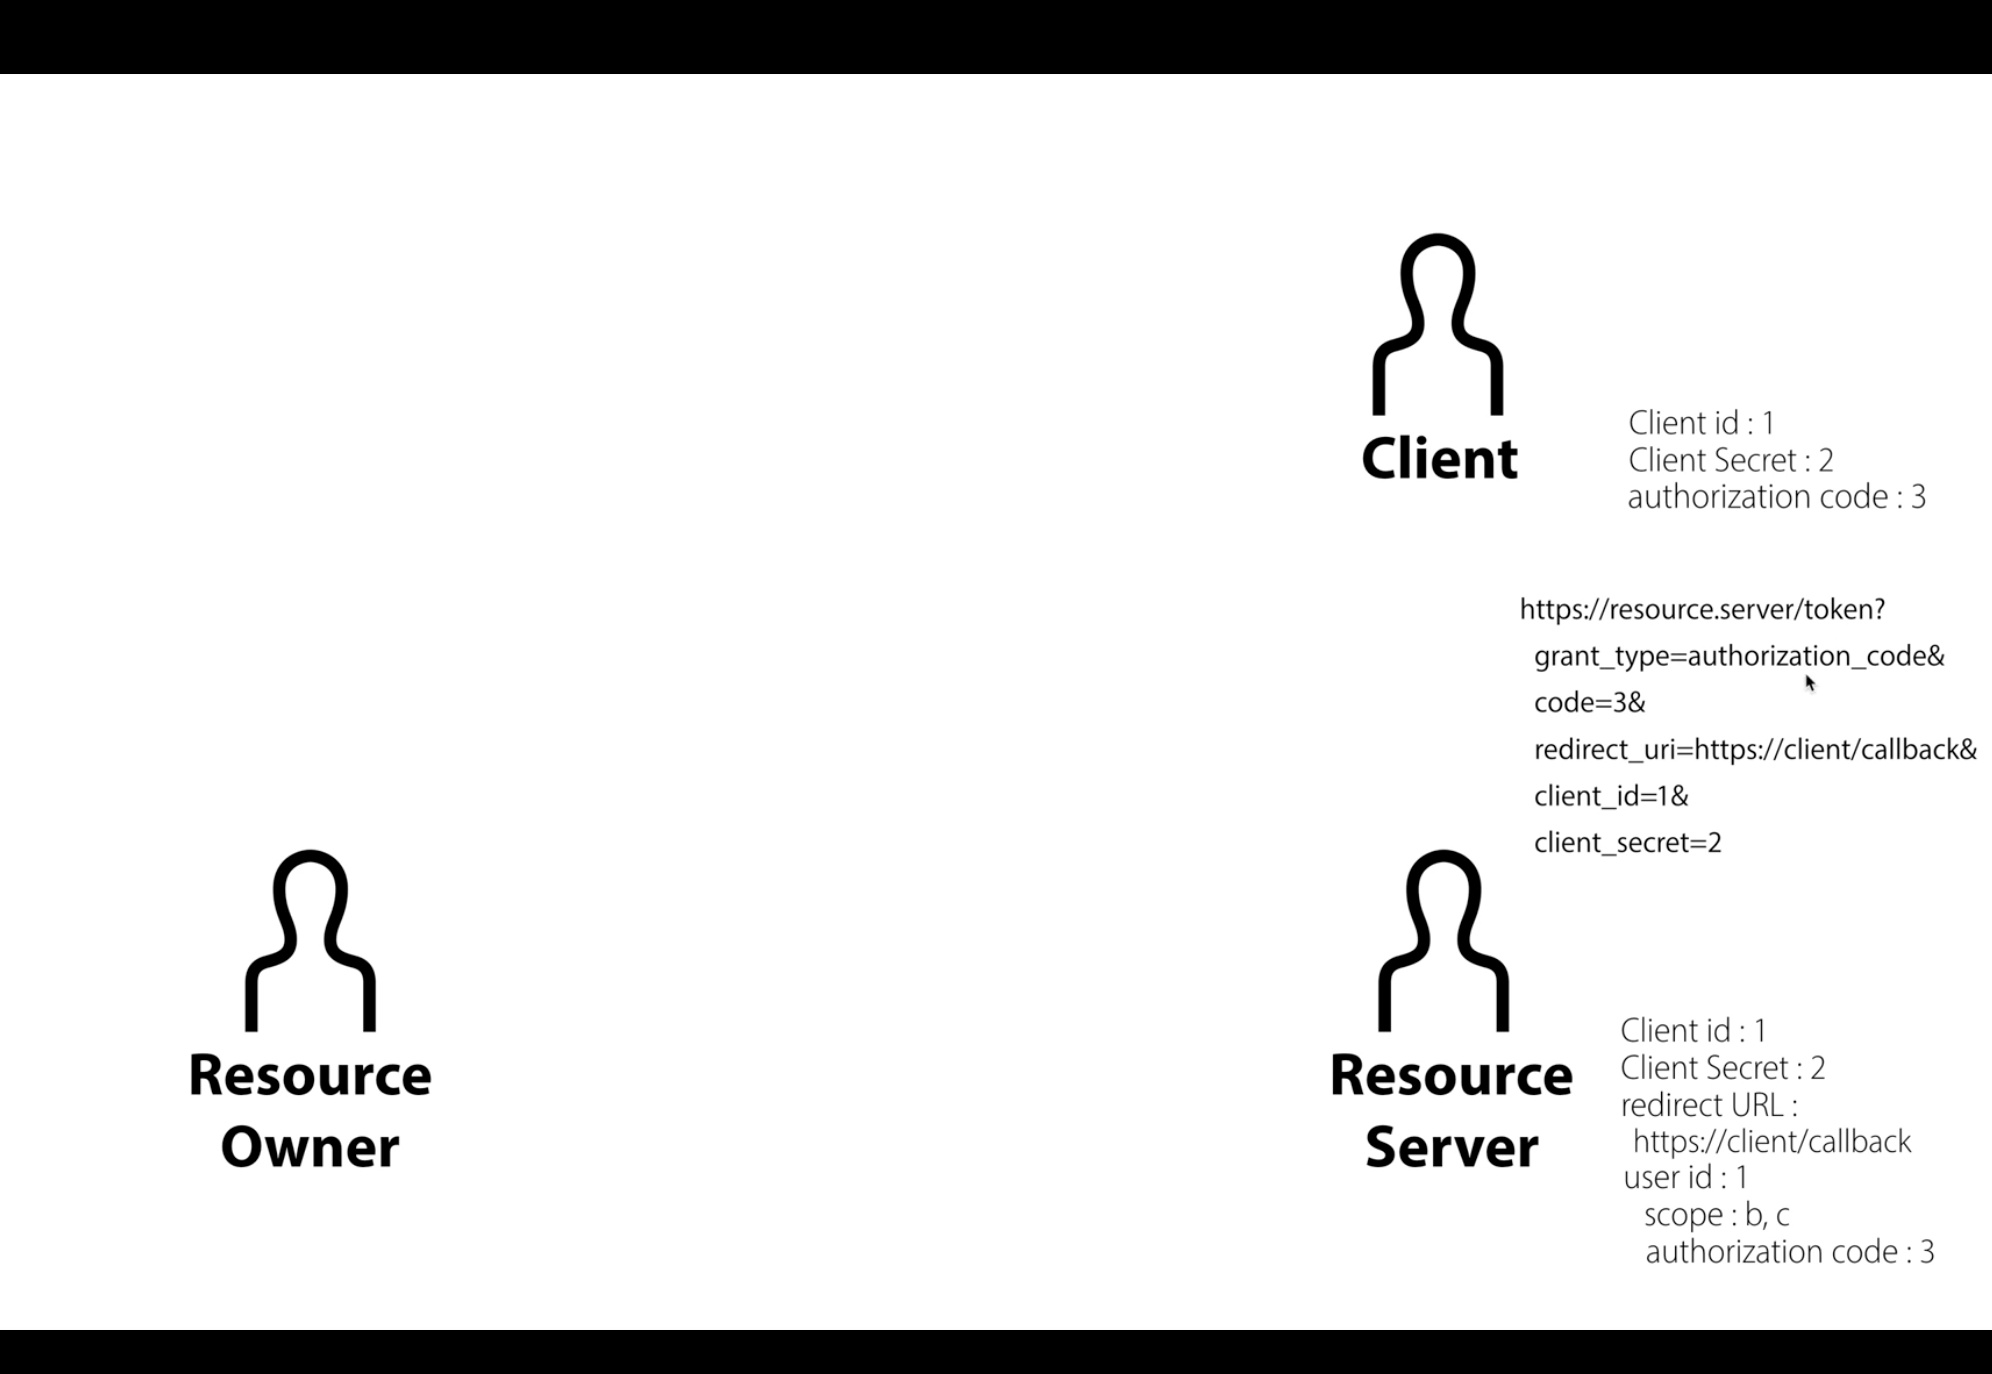 Client
Client id : 1
Client Secret : 2
authorization code : 3
https://resource.server/token?
grant_type=authorization_code&
code=3&
redirect_uri=https://client/callback&
client_id=1&
client_secret=2
Resource
Owner
Resource
Server
Client id : 1
Client Secret : 2
redirect URL :
https://client/callback
user id : 1
scope : b, c
authorization code : 3